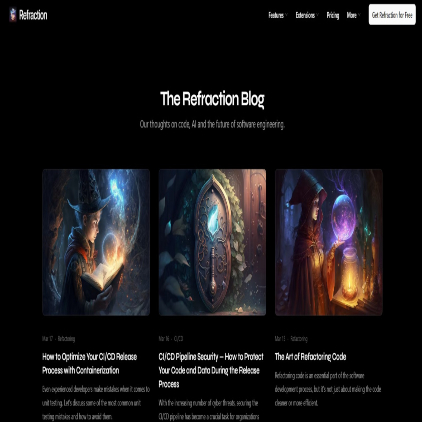 Refraction
Features
Extensions
Pricing
More
Get Refraction for Free
The Refraction Blog
Our thoughts on code, AI and the future of software engineering.
Mar 17 · Refactoring
How to Optimize Your CI/CD Release
Process with Containerization
Even experienced developers make mistakes when it comes to
unit testing. Let's discuss some of the most common unit
testing mistakes and how to avoid them.
Mar 16 · CI/CD
CI/CD Pipeline Security – How to Protect
Your Code and Data During the Release
Process
With the increasing number of cyber threats, securing the
CI/CD pipeline has become a crucial task for organizations
Refactoring
The Art of Refactoring Code
Refactoring code is an essential part of the software
development process, but it's not just about making the code
cleaner or more efficient.